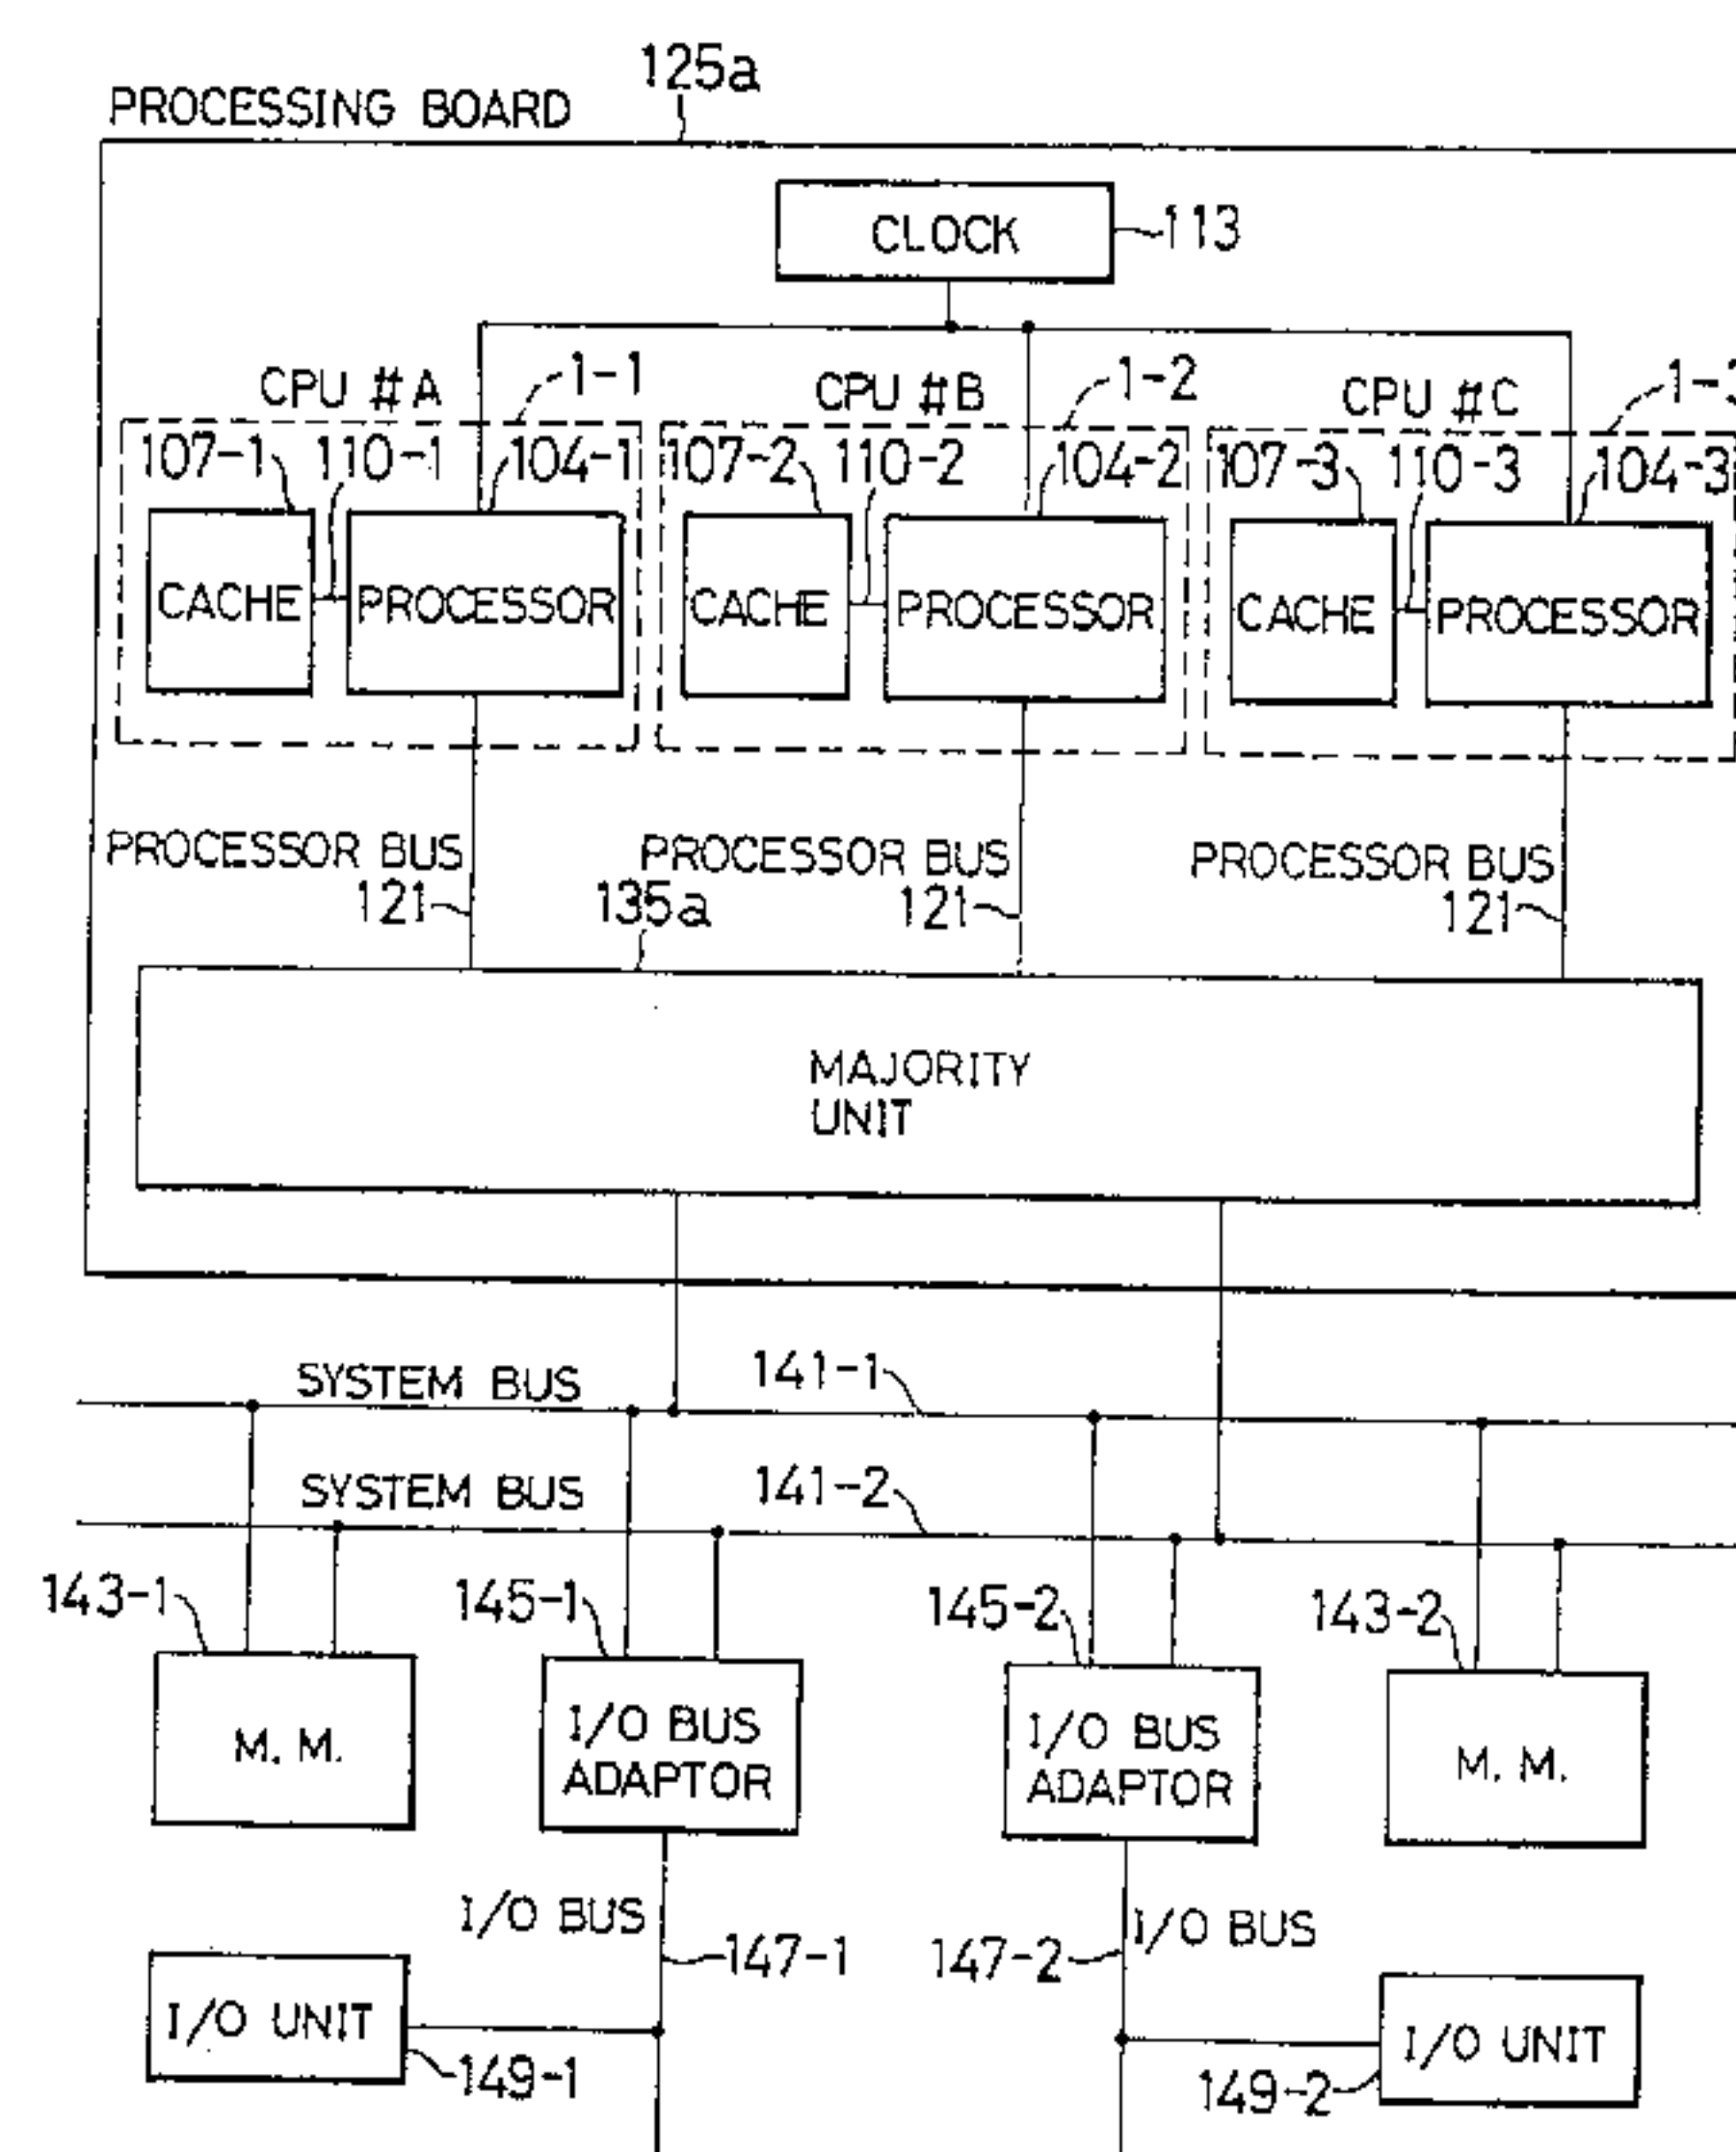 125a
PROCESSING BOARD
CLOCK
113
CPU #A
1-1
CPU #B
1-2
CPU #C
107-1
110-1
104-1
107-2
110-2
104-2
107-3
110-3
104-3
CACHE
PROCESSOR
CACHE
PROCESSOR
CACHE
PROCESSOR
PROCESSOR BUS
121
135a
PROCESSOR BUS
121
PROCESSOR BUS
121
MAJORITY
UNIT
SYSTEM BUS
141-1
SYSTEM BUS
141-2
143-1
145-1
145-2
143-2
M.M.
I/O BUS
ADAPTOR
I/O BUS
ADAPTOR
M.M.
I/O BUS
147-1
147-2
I/O BUS
I/O UNIT
149-1
149-2
I/O UNIT